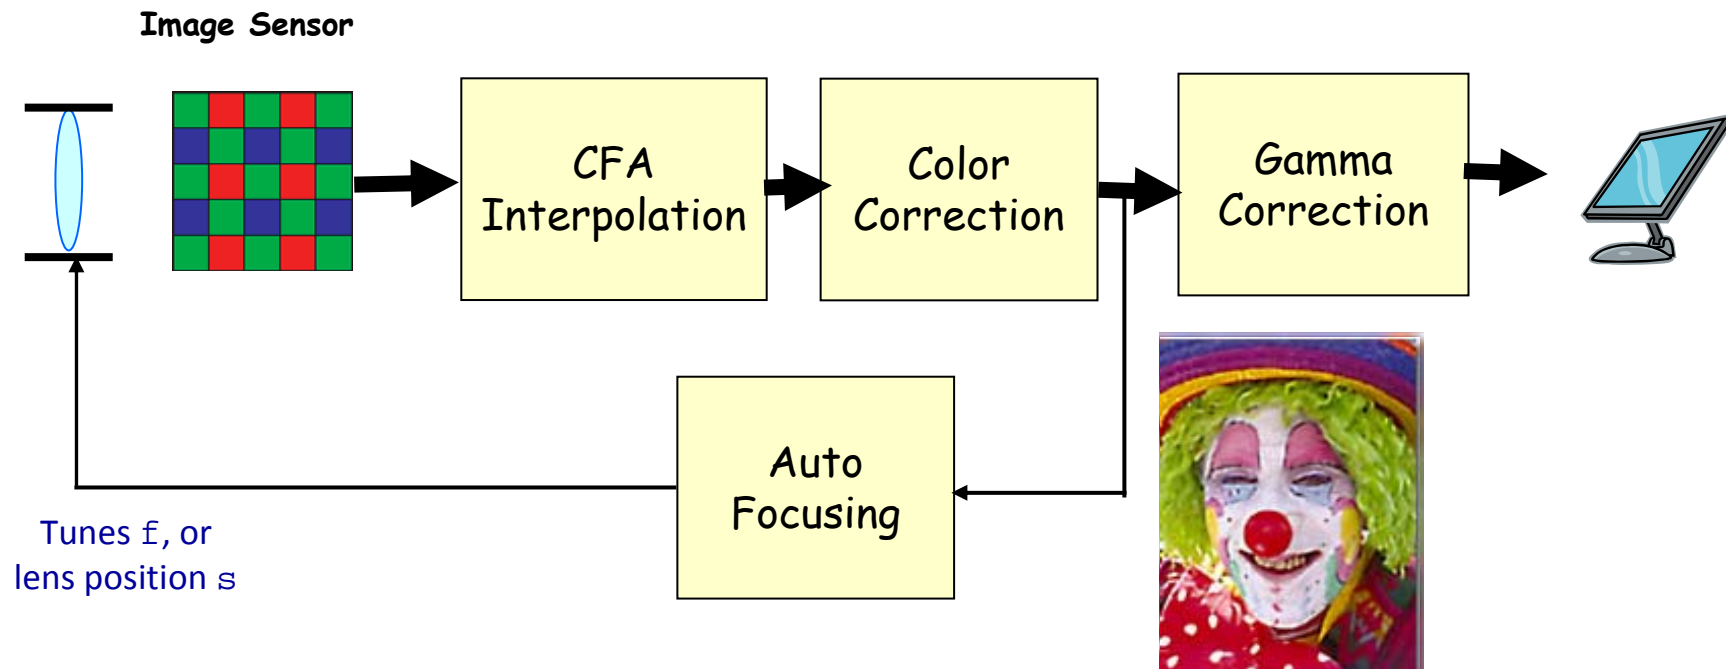 Image Sensor
CFA
Interpolation
Color
Correction
Gamma
Correction
Auto
Focusing
Tunes f, or
lens position s